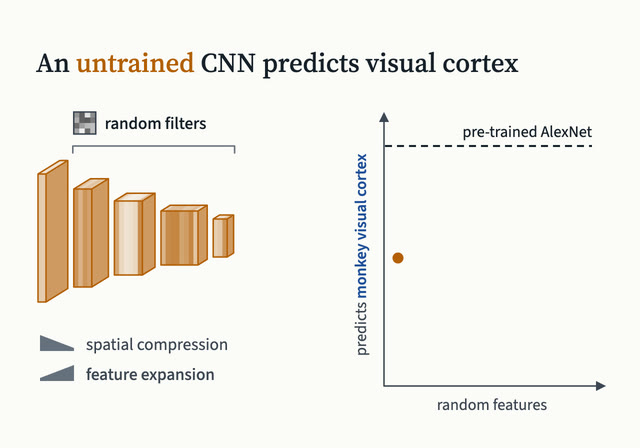 An untrained CNN predicts visual cortex
random filters
spatial compression
feature expansion
pre-trained AlexNet
predicts monkey visual cortex
random features